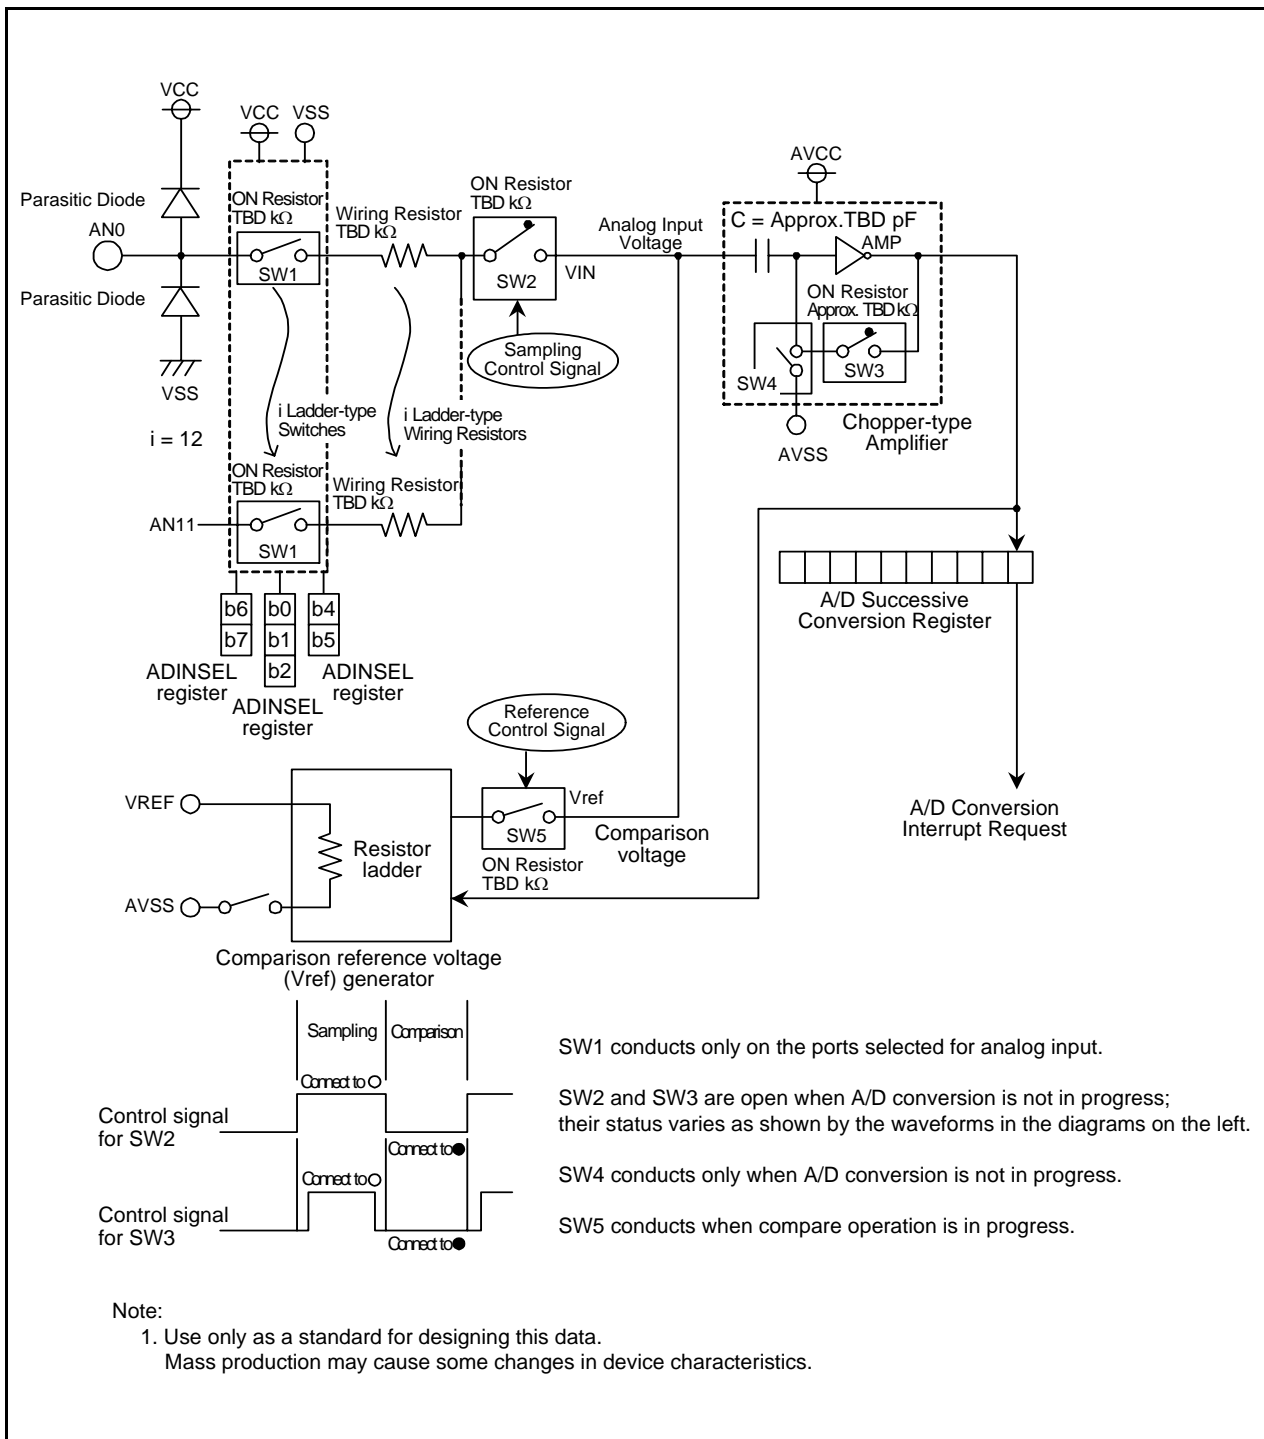 VCC
VCC
VSS
AVCC
Parasitic Diode
AN0
Parasitic Diode
VSS
i = 12
ON Resistor
TBD kΩ
SW1
Wiring Resistor
TBD kΩ
ON Resistor
TBD kΩ
SW2
VIN
Sampling
Control Signal
Analog Input
Voltage
C = Approx.TBD pF
AMP
ON Resistor
Approx. TBD kΩ
SW3
SW4
AVSS
Chopper-type
Amplifier
i Ladder-type
Switches
i Ladder-type
Wiring Resistors
ON Resistor
TBD kΩ
AN11
SW1
Wiring Resistor
TBD kΩ
b6
b7
b0
b1
b2
b4
b5
ADINSEL
register
ADINSEL
register
ADINSEL
register
A/D Successive
Conversion Register
Reference
Control Signal
VREF
AVSS
Resistor
ladder
SW5
Vref
ON Resistor
TBD kΩ
Comparison
voltage
A/D Conversion
Interrupt Request
Comparison reference voltage
(Vref) generator
Sampling
Comparison
Connect to ○
Control signal
for SW2
Connect to ●
Connect to ○
Control signal
for SW3
Connect to ●
SW1 conducts only on the ports selected for analog input.
SW2 and SW3 are open when A/D conversion is not in progress;
their status varies as shown by the waveforms in the diagrams on the left.
SW4 conducts only when A/D conversion is not in progress.
SW5 conducts when compare operation is in progress.
Note:
1. Use only as a standard for designing this data.
Mass production may cause some changes in device characteristics.